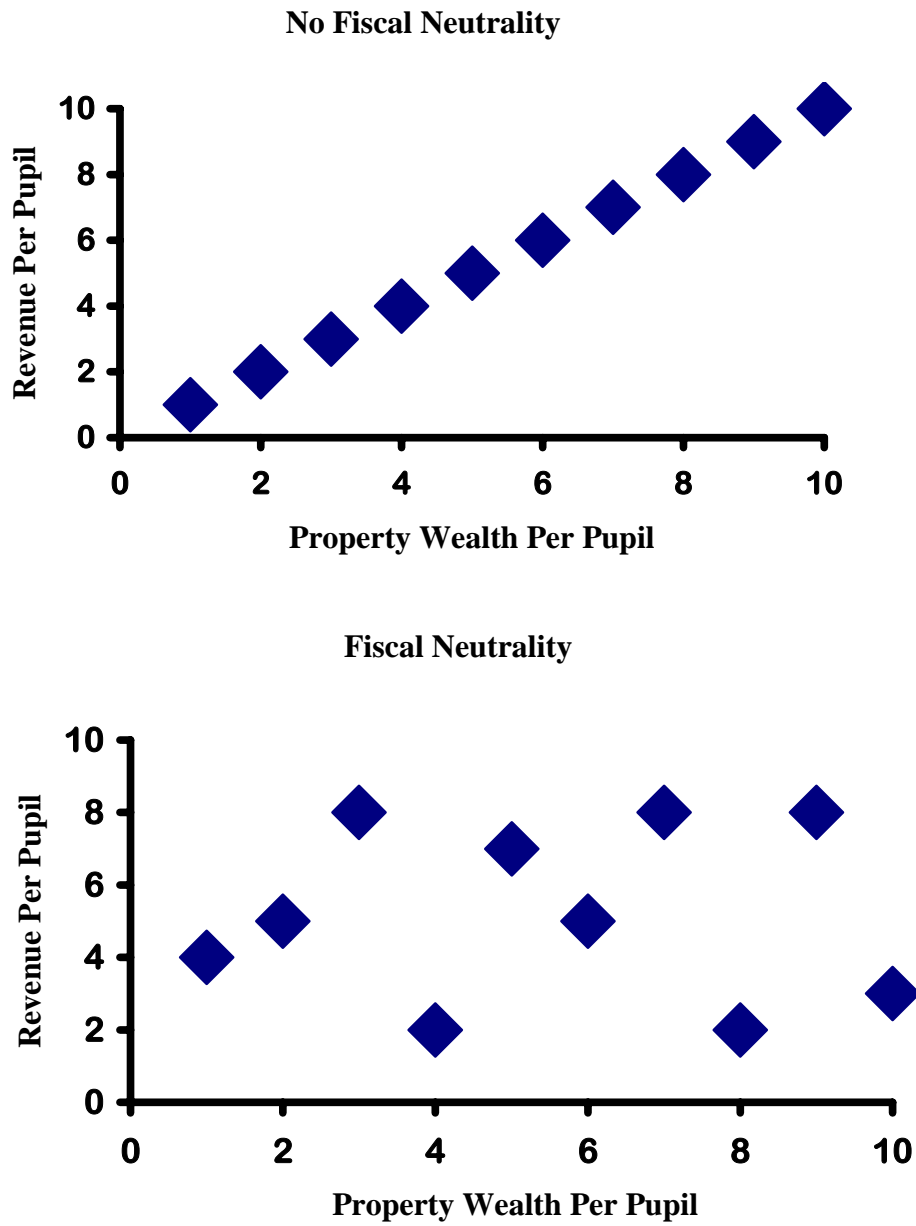 No Fiscal Neutrality
10
8
6
4
2
0
Revenue Per Pupil
0 2 4 6 8 10
Property Wealth Per Pupil
Fiscal Neutrality
10
8
6
4
2
0
Revenue Per Pupil
0 2 4 6 8 10
Property Wealth Per Pupil